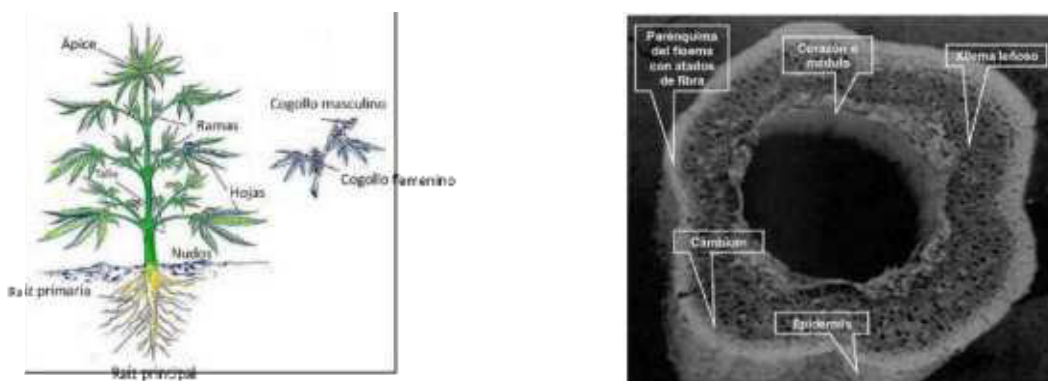 Ápice
Cogollo masculino
Ramas
Tallo
Cogollo femenino
Hojas
Nudos
Raíz primaria
Raíz principal
Parénquima
del floema
con atados
de fibra
Corazón o
médula
Xilema leñoso
Cámbium
Epidermis